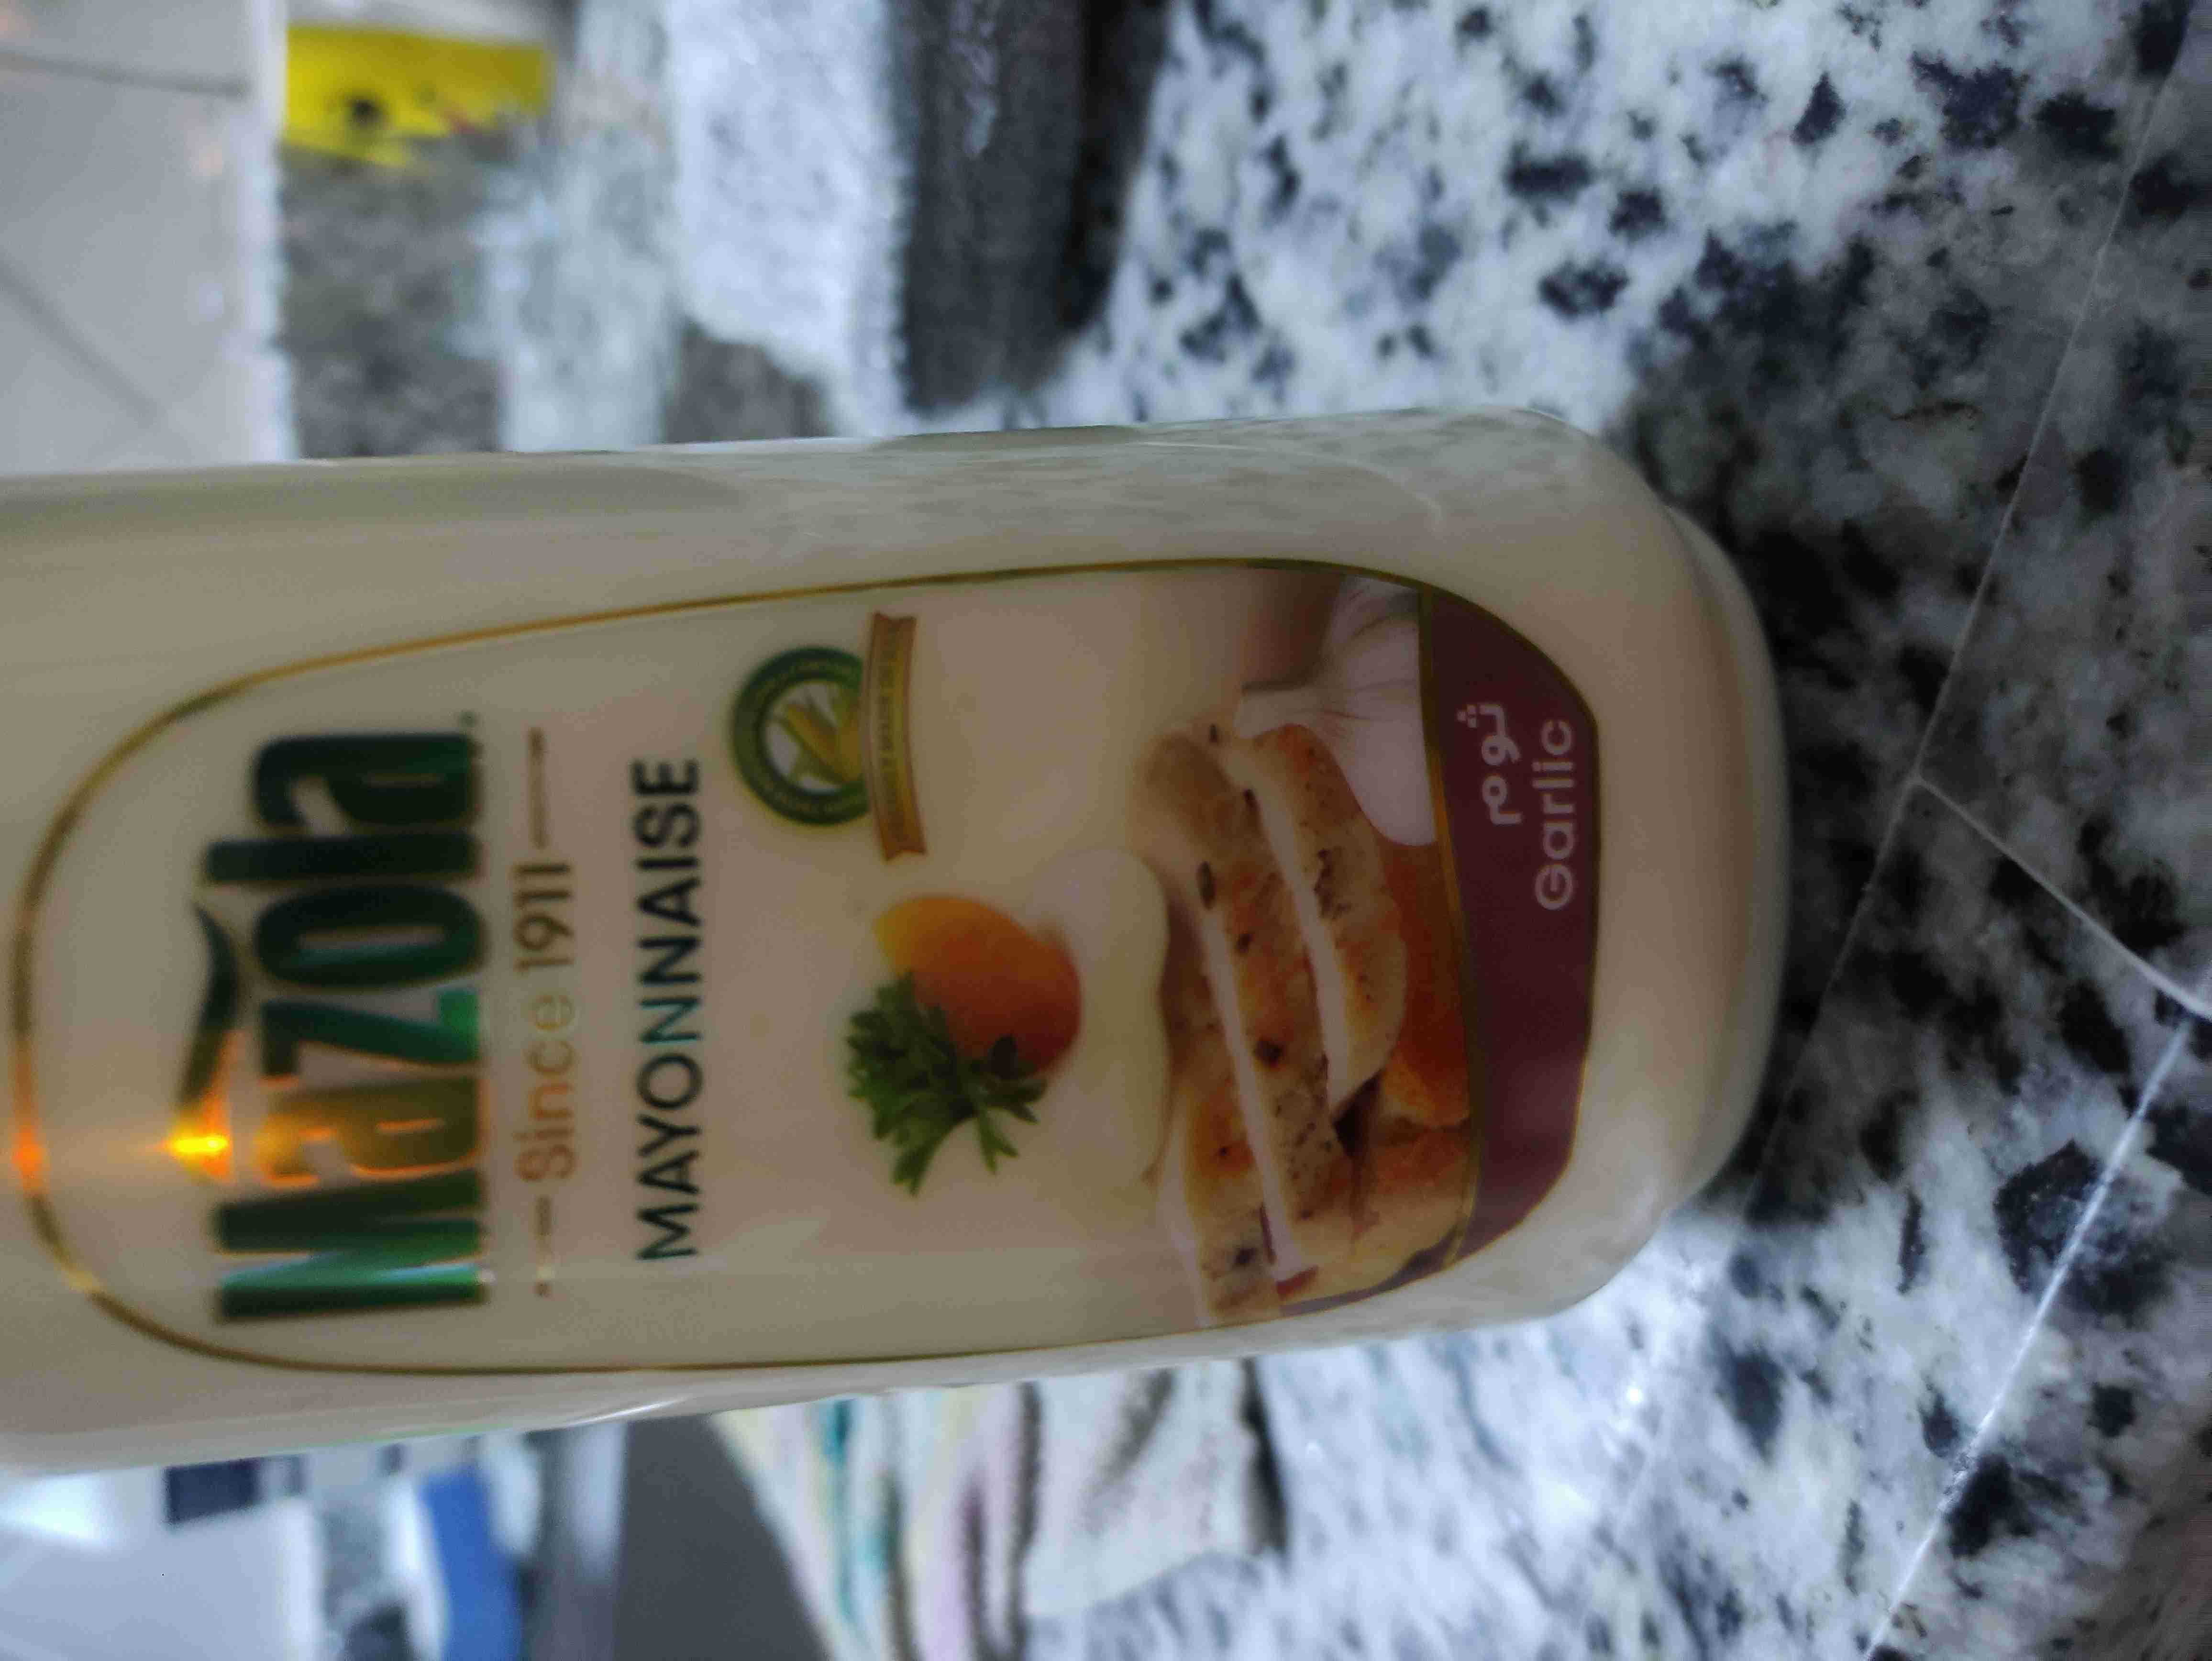 Mazola
Since 1911
MAYONNAISE
ثوم
Garlic